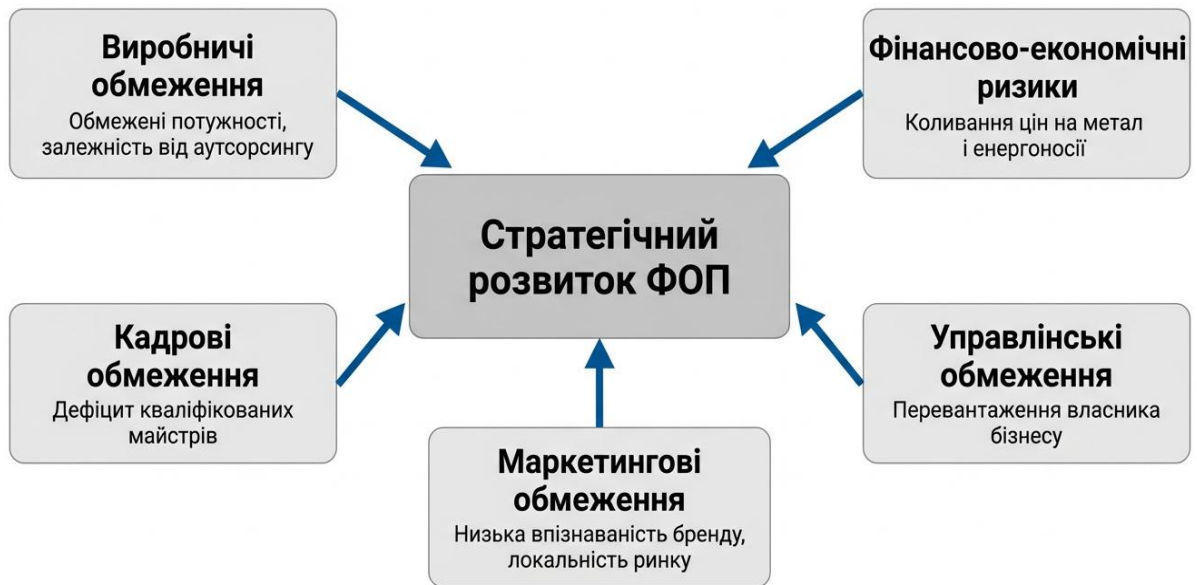 Виробничі
обмеження
Обмежені потужності,
залежність від аутсорсингу
Фінансово-економічні
ризики
Коливання цін на метал
і енергоносії
Стратегічний
розвиток ФОП
Кадрові
обмеження
Дефіцит кваліфікованих
майстрів
Управлінські
обмеження
Перевантаження власника
бізнесу
Маркетингові
обмеження
Низька впізнаваність бренду,
локальність ринку